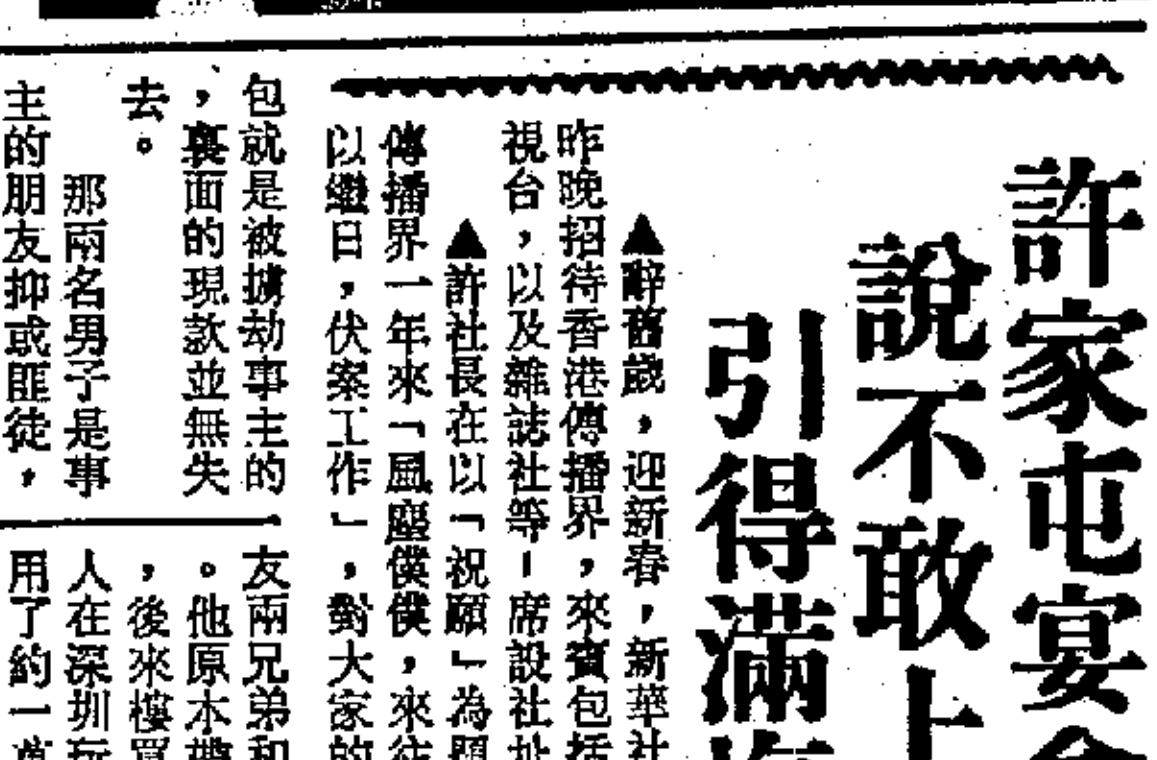 許家屯宴
說不敢上
引得滿
▲辭舊歲，迎新春，新華社
昨晚招待香港傳播界，來賓包括
視台，以及雜誌社等－席設社址
▲許社長在以「祝願」為題
傳播界一年來「風塵僕僕，來往
以繼日，伏案工作」，對大家的
包就是被擄劫事主的
，裏面的現款並無失
去。
那兩名男子是事
主的朋友抑或匪徒，
友兩兄弟和
。他原本帶
，後來樓買
人在深圳玩
用了約一萬